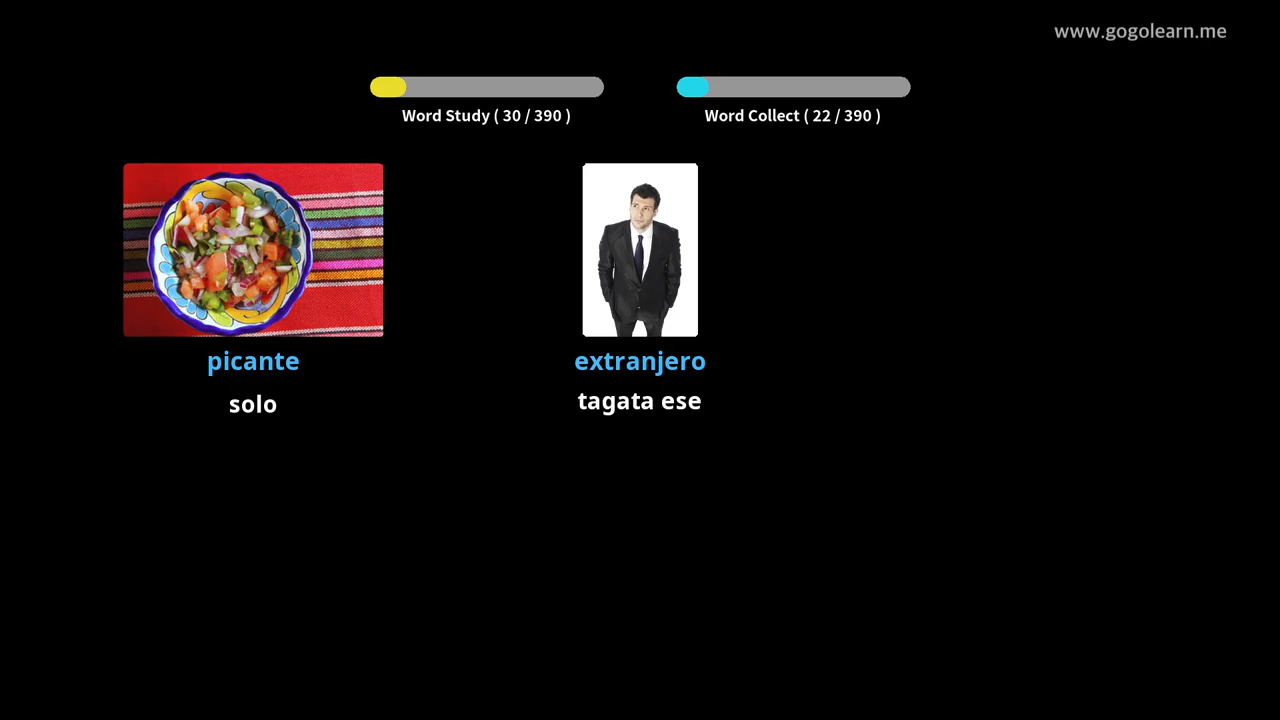 www.gogolearn.me
Word Study ( 30 / 390 )
Word Collect ( 22 / 390 )
picante
solo
extranjero
tagata ese